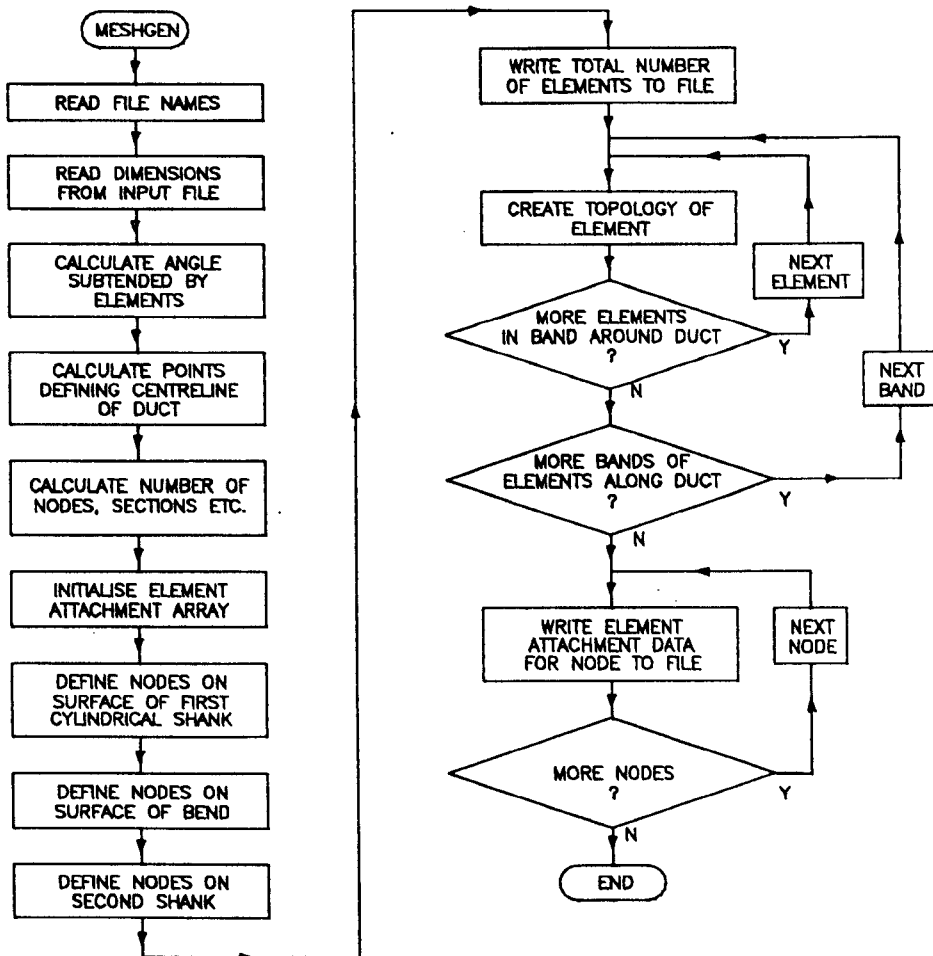 MESHGEN
READ FILE NAMES
READ DIMENSIONS
FROM INPUT FILE
CALCULATE ANGLE
SUBTENDED BY
ELEMENTS
CALCULATE POINTS
DEFINING CENTRELINE
OF DUCT
CALCULATE NUMBER OF
NODES, SECTIONS ETC.
INITIALISE ELEMENT
ATTACHMENT ARRAY
DEFINE NODES ON
SURFACE OF FIRST
CYLINDRICAL SHANK
DEFINE NODES ON
SURFACE OF BEND
DEFINE NODES ON
SECOND SHANK
WRITE TOTAL NUMBER
OF ELEMENTS TO FILE
CREATE TOPOLOGY OF
ELEMENT
NEXT
ELEMENT
MORE ELEMENTS
IN BAND AROUND DUCT
?
Y
N
NEXT
BAND
MORE BANDS OF
ELEMENTS ALONG DUCT
?
Y
N
WRITE ELEMENT
ATTACHMENT DATA
FOR NODE TO FILE
NEXT
NODE
MORE NODES
?
Y
N
END